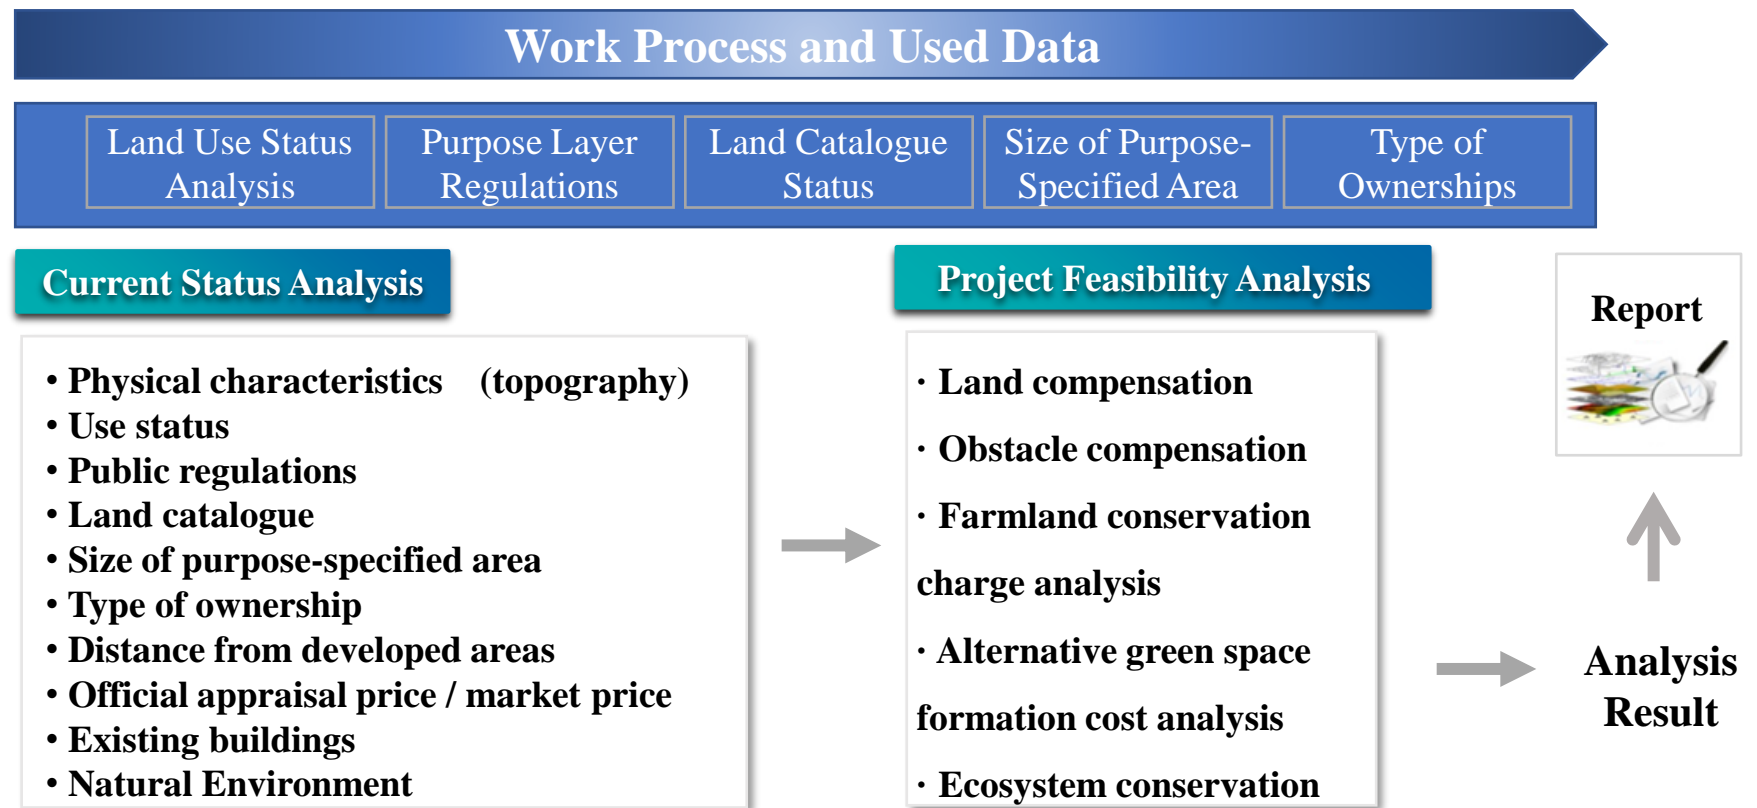 Work Process and Used Data
Land Use Status
Analysis
Purpose Layer
Regulations
Land Catalogue
Status
Size of Purpose-
Specified Area
Type of
Ownerships
Current Status Analysis
• Physical characteristics (topography)
• Use status
• Public regulations
• Land catalogue
• Size of purpose-specified area
• Type of ownership
• Distance from developed areas
• Official appraisal price / market price
• Existing buildings
• Natural Environment
Project Feasibility Analysis
· Land compensation
· Obstacle compensation
· Farmland conservation
charge analysis
· Alternative green space
formation cost analysis
· Ecosystem conservation
Report
Analysis
Result